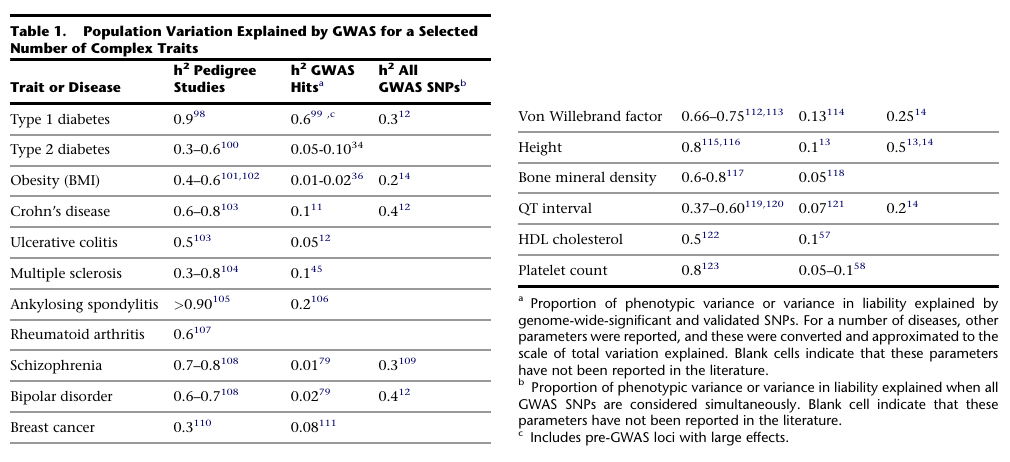 Table 1. Population Variation Explained by GWAS for a Selected
Number of Complex Traits
Trait or Disease h² Pedigree Studies h² GWAS Hitsᵃ h² All GWAS SNPsᵇ
Type 1 diabetes 0.9⁹⁸ 0.6⁹⁹ ,ᶜ 0.3¹²
Type 2 diabetes 0.3–0.6¹⁰⁰ 0.05-0.10³⁴
Obesity (BMI) 0.4–0.6¹⁰¹,¹⁰² 0.01-0.02³⁶ 0.2¹⁴
Crohn's disease 0.6–0.8¹⁰³ 0.1¹¹ 0.4¹²
Ulcerative colitis 0.5¹⁰³ 0.05¹²
Multiple sclerosis 0.3–0.8¹⁰⁴ 0.1⁴⁵
Ankylosing spondylitis >0.90¹⁰⁵ 0.2¹⁰⁶
Rheumatoid arthritis 0.6¹⁰⁷
Schizophrenia 0.7–0.8¹⁰⁸ 0.01⁷⁹ 0.3¹⁰⁹
Bipolar disorder 0.6–0.7¹⁰⁸ 0.02⁷⁹ 0.4¹²
Breast cancer 0.3¹¹⁰ 0.08¹¹¹
Von Willebrand factor 0.66–0.75¹¹²,¹¹³ 0.13¹¹⁴ 0.25¹⁴
Height 0.8¹¹⁵,¹¹⁶ 0.1¹³ 0.5¹³,¹⁴
Bone mineral density 0.6-0.8¹¹⁷ 0.05¹¹⁸
QT interval 0.37–0.60¹¹⁹,¹²⁰ 0.07¹²¹ 0.2¹⁴
HDL cholesterol 0.5¹²² 0.1⁵⁷
Platelet count 0.8¹²³ 0.05–0.1⁵⁸
ᵃ Proportion of phenotypic variance or variance in liability explained by
genome-wide-significant and validated SNPs. For a number of diseases, other
parameters were reported, and these were converted and approximated to the
scale of total variation explained. Blank cells indicate that these parameters
have not been reported in the literature.
ᵇ Proportion of phenotypic variance or variance in liability explained when all
GWAS SNPs are considered simultaneously. Blank cell indicate that these
parameters have not been reported in the literature.
ᶜ Includes pre-GWAS loci with large effects.